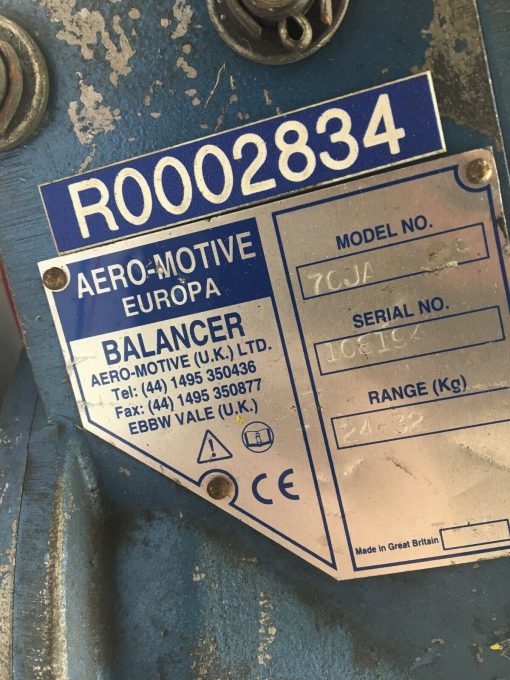 R0002834
AERO-MOTIVE
EUROPA
BALANCER
AERO-MOTIVE (U.K.) LTD.
Tel: (44) 1495 350436
Fax: (44) 1495 350877
EBBW VALE (U.K.)
CE
MODEL NO.
SERIAL NO.
RANGE (Kg)
24-32
Made in Great Britain